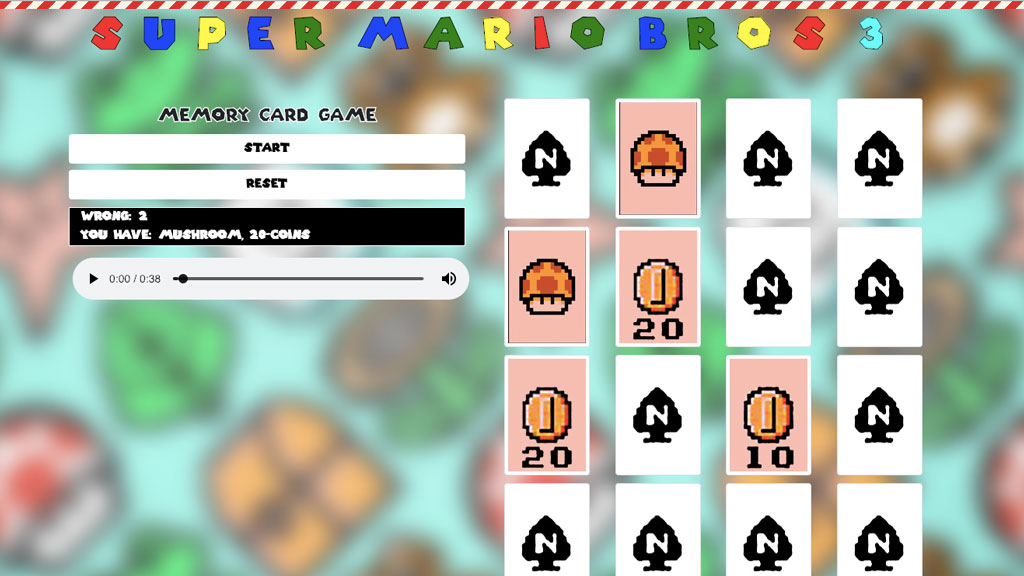 SUPER MARIO BROS 3
MEMORY CARD GAME
START
RESET
WRONG: 2
YOU HAVE: MUSHROOM, 20-COINS
0:00 / 0:38
N N N
20 N N
20 N 10 N
N N N N